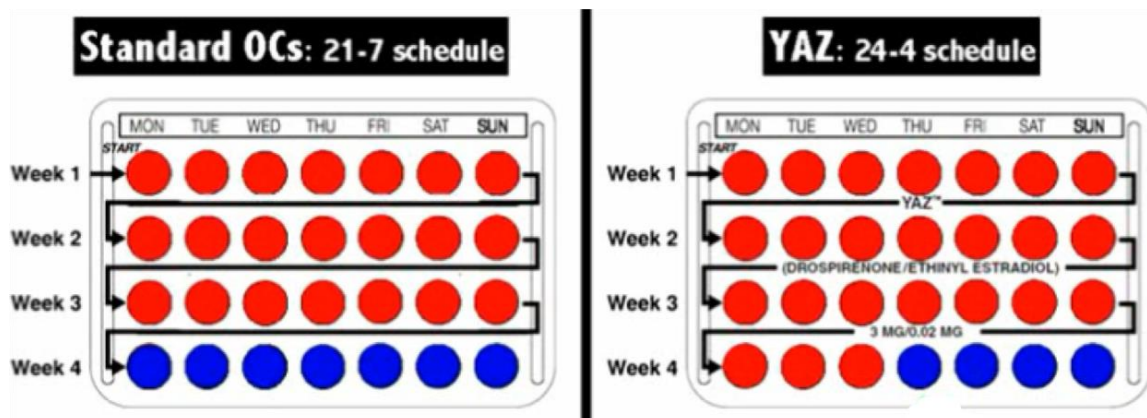 Standard OCs: 21-7 schedule
MON TUE WED THU FRI SAT SUN
START
Week 1
Week 2
Week 3
Week 4
YAZ: 24-4 schedule
MON TUE WED THU FRI SAT SUN
START
Week 1
YAZ™
Week 2
(DROSPIRENONE/ETHINYL ESTRADIOL)
Week 3
3 MG/0.02 MG
Week 4